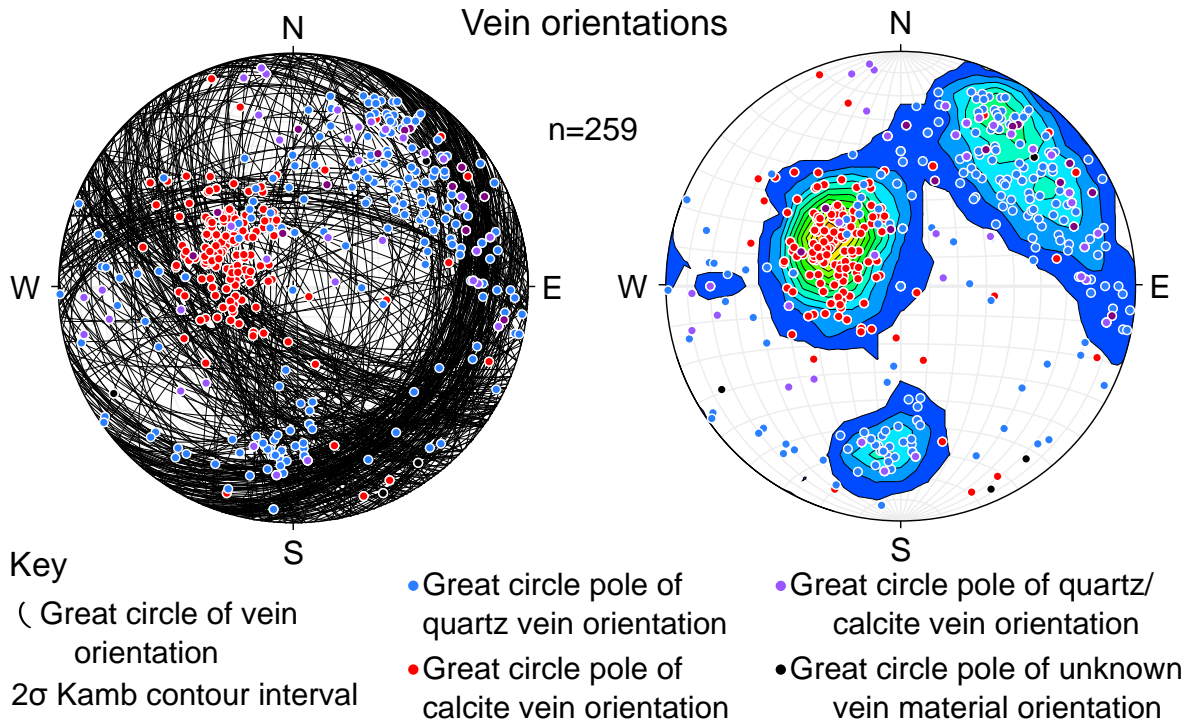 Vein orientations
N
N
n=259
W
E
W
E
S
S
Key
Great circle of vein
orientation
2σ Kamb contour interval
Great circle pole of
quartz vein orientation
Great circle pole of
calcite vein orientation
Great circle pole of quartz/
calcite vein orientation
Great circle pole of unknown
vein material orientation